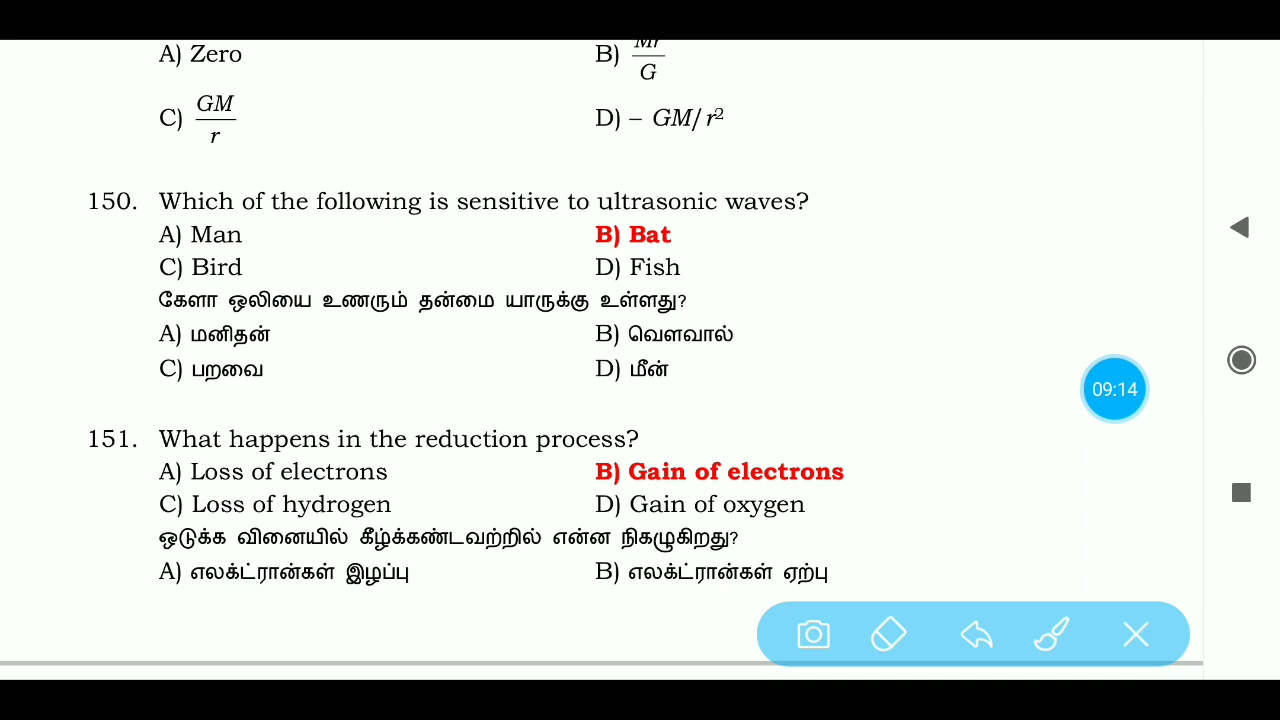 A) Zero B) Mr/G
C) GM/r D) – GM/r²
150. Which of the following is sensitive to ultrasonic waves?
A) Man B) Bat
C) Bird D) Fish
கேளா ஒலியை உணரும் தன்மை யாருக்கு உள்ளது?
A) மனிதன் B) வௌவால்
C) பறவை D) மீன்
09:14
151. What happens in the reduction process?
A) Loss of electrons B) Gain of electrons
C) Loss of hydrogen D) Gain of oxygen
ஒடுக்க வினையில் கீழ்க்கண்டவற்றில் என்ன நிகழுகிறது?
A) எலக்ட்ரான்கள் இழப்பு B) எலக்ட்ரான்கள் ஏற்பு